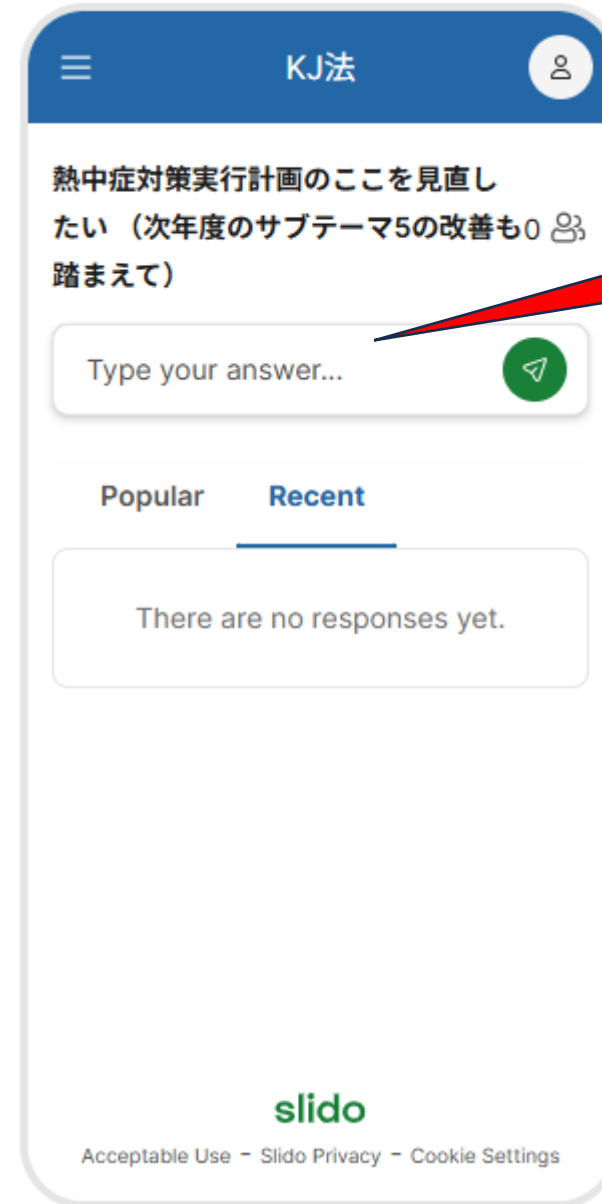 KJ法
熱中症対策実行計画のここを見直し
たい （次年度のサブテーマ5の改善も0
踏まえて）
Type your answer...
Popular Recent
There are no responses yet.
slido
Acceptable Use - Slido Privacy - Cookie Settings